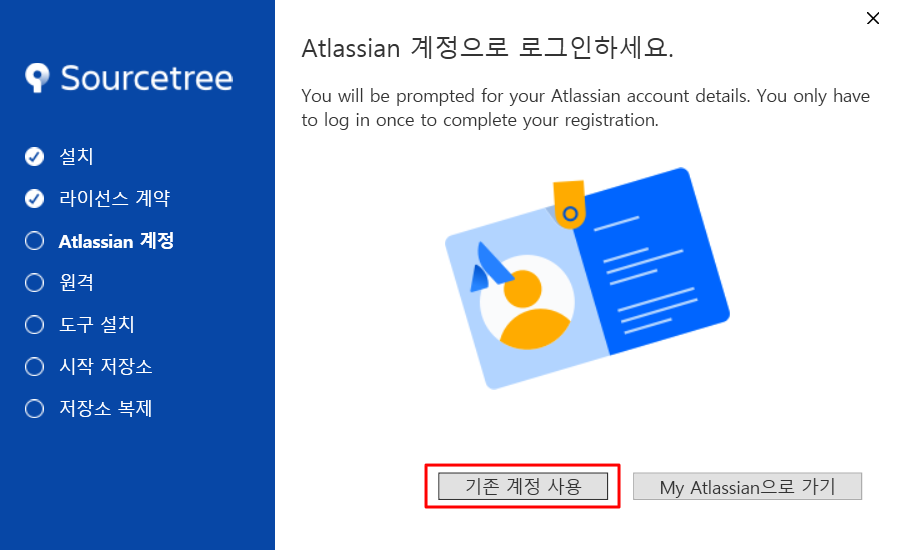 Sourcetree
설치
라이선스 계약
Atlassian 계정
원격
도구 설치
시작 저장소
저장소 복제
Atlassian 계정으로 로그인하세요.
You will be prompted for your Atlassian account details. You only have
to log in once to complete your registration.
기존 계정 사용
My Atlassian으로 가기